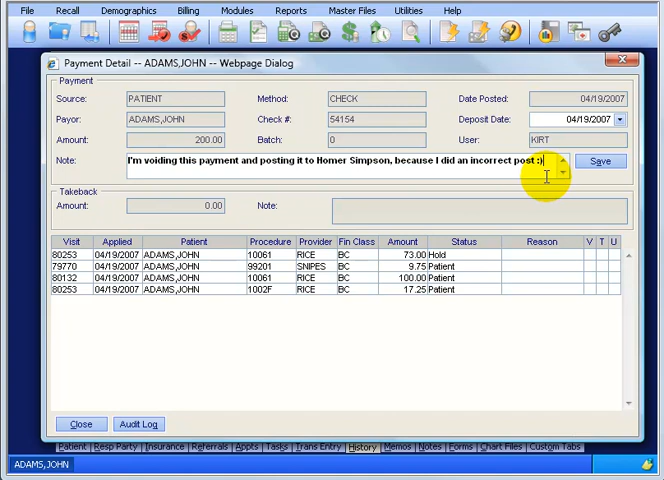 File Recall Demographics Billing Modules Reports Master Files Utilities Help
Payment Detail -- ADAMS,JOHN -- Webpage Dialog
Payment
Source: PATIENT Method: CHECK Date Posted: 04/19/2007
Payor: ADAMS,JOHN Check #: 54154 Deposit Date: 04/19/2007
Amount: 200.00 Batch: 0 User: KIRT
Note: I'm voiding this payment and posting it to Homer Simpson, because I did an incorrect post :) Save
Takeback
Amount: 0.00 Note:
Visit Applied Patient Procedure Provider Fin Class Amount Status Reason V T U
80253 04/19/2007 ADAMS,JOHN 10061 RICE BC 73.00 Hold
79770 04/19/2007 ADAMS,JOHN 99201 SNIPES BC 9.75 Patient
80132 04/19/2007 ADAMS,JOHN 10061 RICE BC 100.00 Patient
80253 04/19/2007 ADAMS,JOHN 1002F RICE BC 17.25 Patient
Close Audit Log
Patient Resp Party Insurance Referrals Appts Tasks Trans Entry History Memos Notes Forms Chart Files Custom Tabs
ADAMS,JOHN